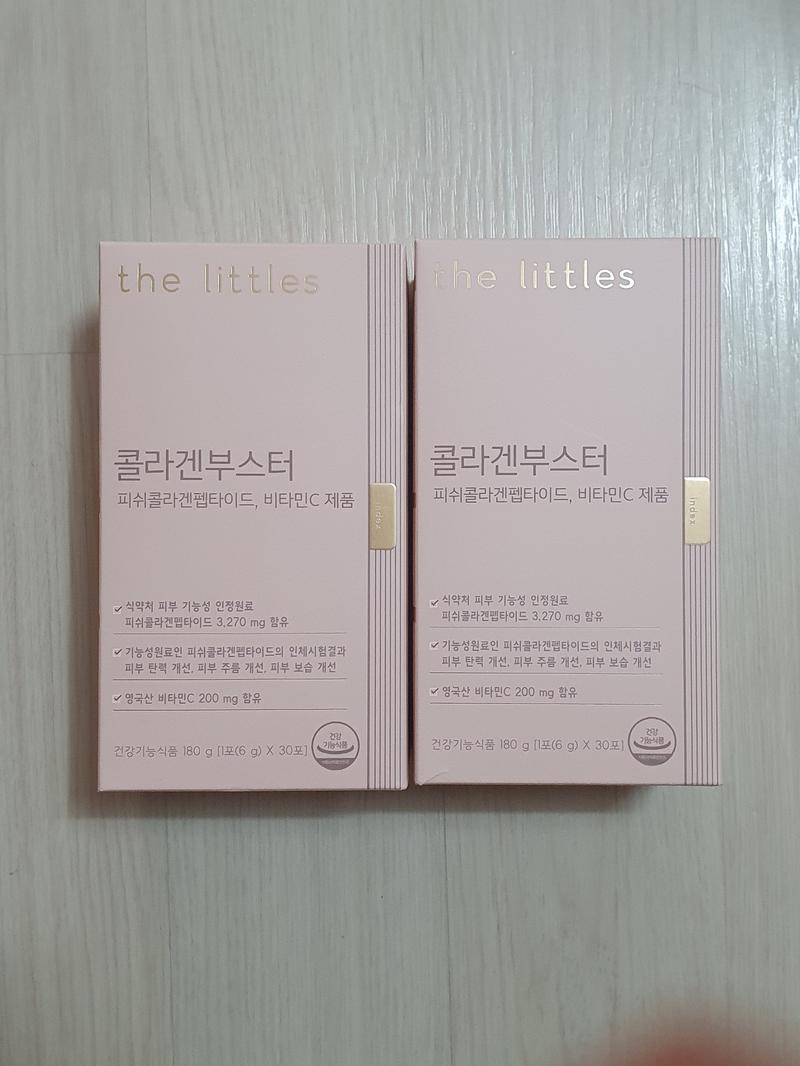 the littles
콜라겐부스터
피쉬콜라겐펩타이드, 비타민C 제품
index
식약처 피부 기능성 인정원료
피쉬콜라겐펩타이드 3,270 mg 함유
기능성원료인 피쉬콜라겐펩타이드의 인체시험결과
피부 탄력 개선, 피부 주름 개선, 피부 보습 개선
영국산 비타민C 200 mg 함유
건강기능식품 180 g [1포(6 g) X 30포]
건강
기능식품
the littles
콜라겐부스터
피쉬콜라겐펩타이드, 비타민C 제품
index
식약처 피부 기능성 인정원료
피쉬콜라겐펩타이드 3,270 mg 함유
기능성원료인 피쉬콜라겐펩타이드의 인체시험결과
피부 탄력 개선, 피부 주름 개선, 피부 보습 개선
영국산 비타민C 200 mg 함유
건강기능식품 180 g [1포(6 g) X 30포]
건강
기능식품